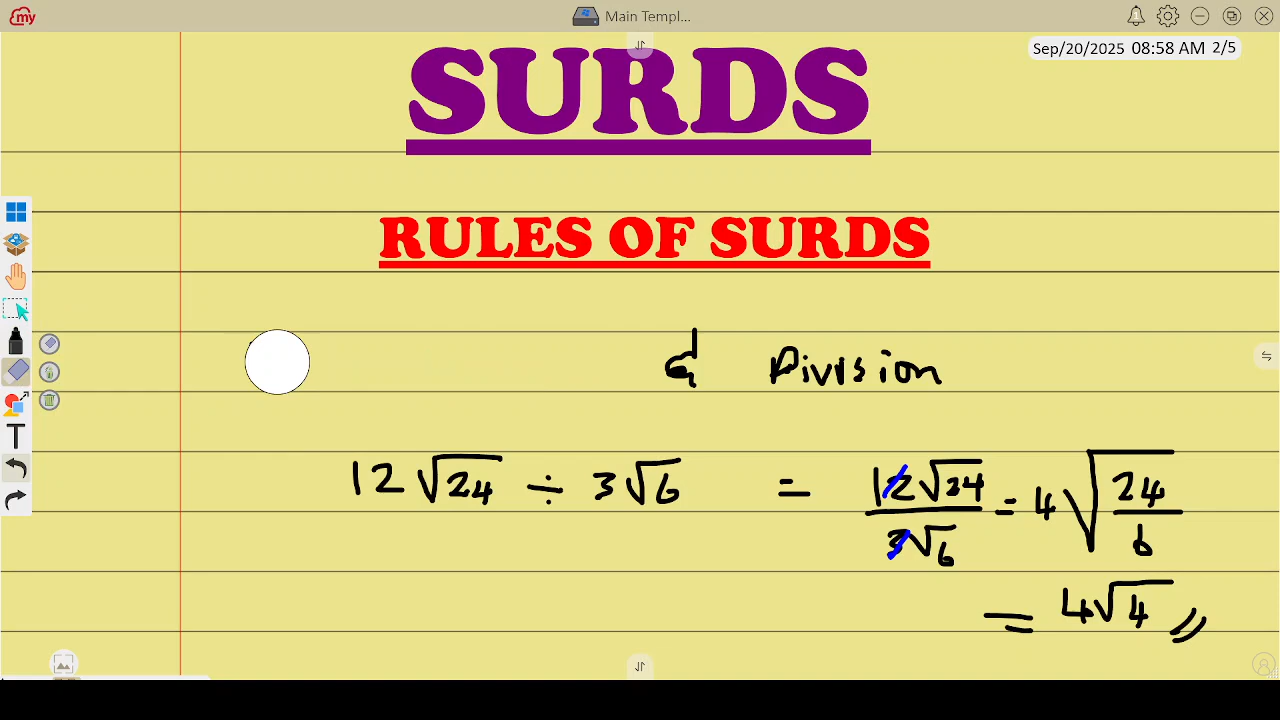 my
Main Templ...
Sep/20/2025 08:58 AM 2/5
SURDS
RULES OF SURDS
d Division
12√24 ÷ 3√6 = 12√24 / 3√6 = 4√24/6
= 4√4 //
T